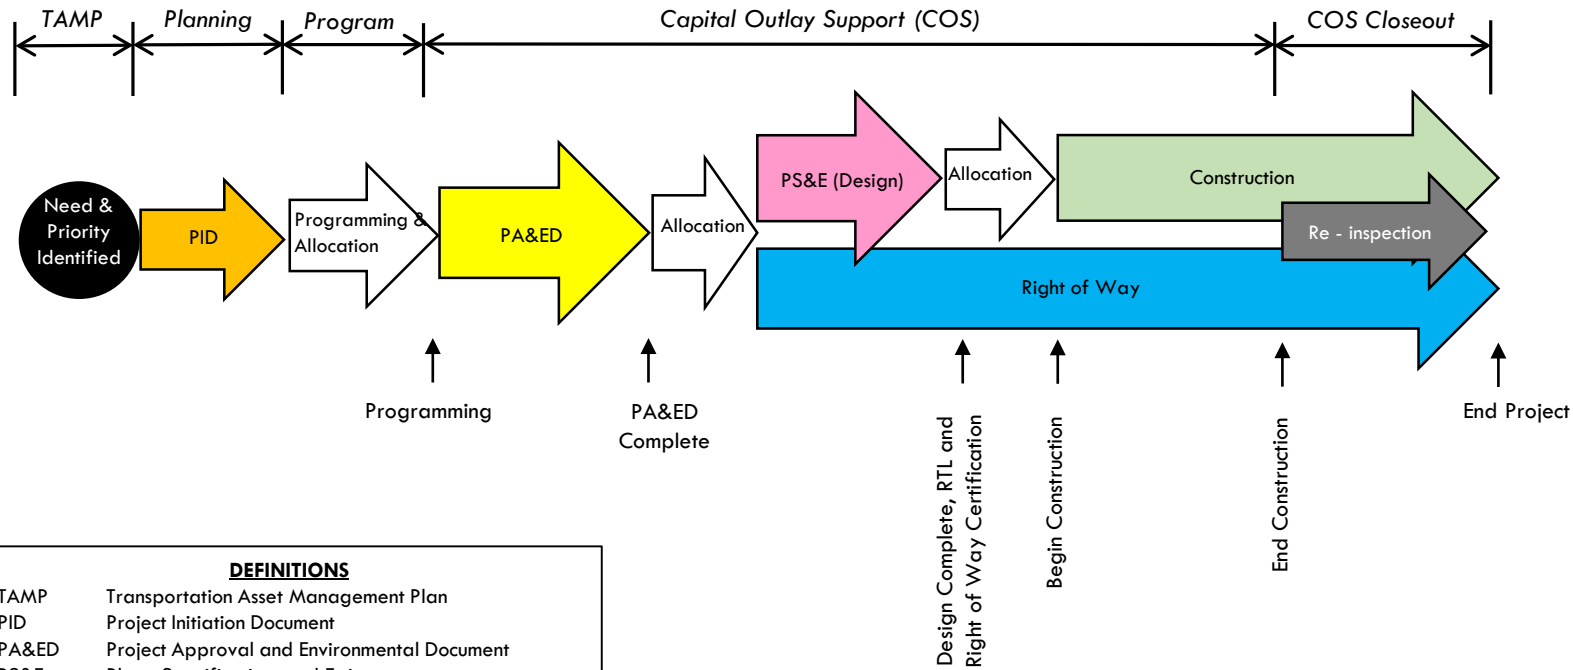 TAMP
Planning
Program
Capital Outlay Support (COS)
COS Closeout
Need &
Priority
Identified
PID
Programming &
Allocation
PA&ED
Allocation
PS&E (Design)
Allocation
Construction
Re - inspection
Right of Way
Programming
PA&ED
Complete
Design Complete, RTL and
Right of Way Certification
Begin Construction
End Construction
End Project
DEFINITIONS
TAMP Transportation Asset Management Plan
PID Project Initiation Document
PA&ED Project Approval and Environmental Document